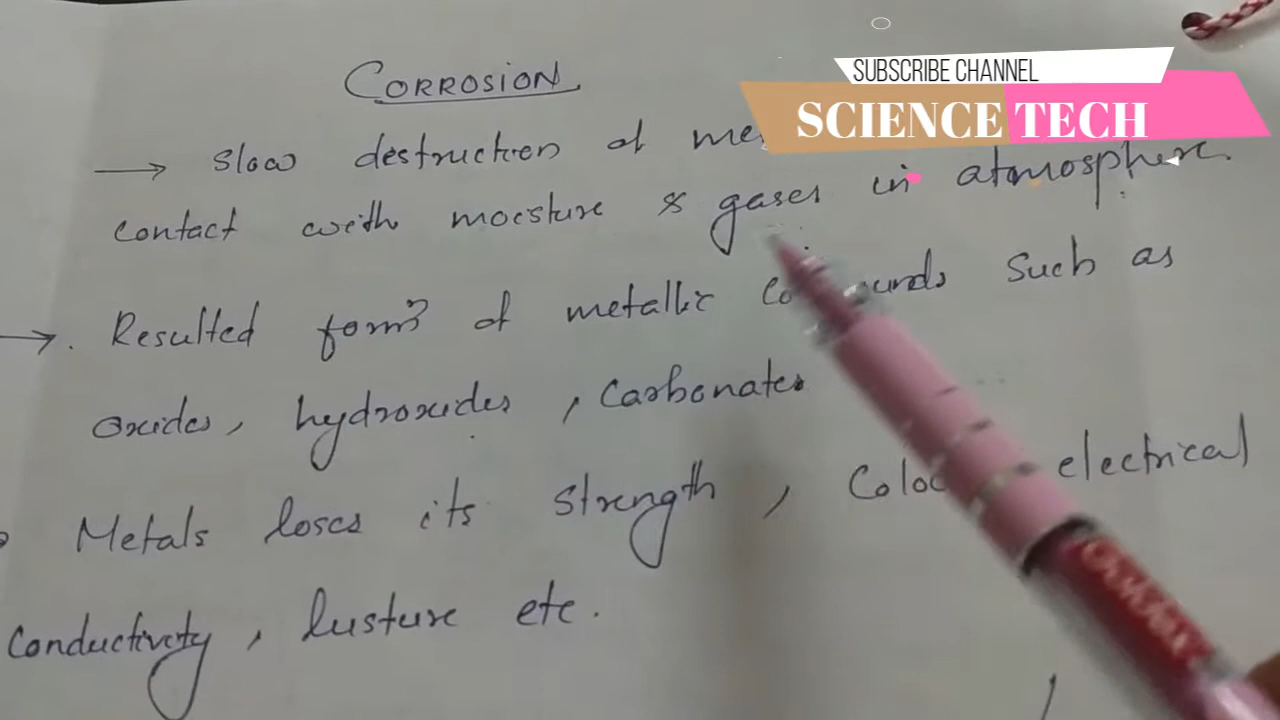 SUBSCRIBE CHANNEL
SCIENCE TECH
CORROSION
→ Slow destruction of
contact with moisture & gases in atmosphere.
→. Resulted formⁿ of metallic such as
oxides, hydroxides, carbonates
Metals loses its strength, electrical
conductivity, lusture etc.